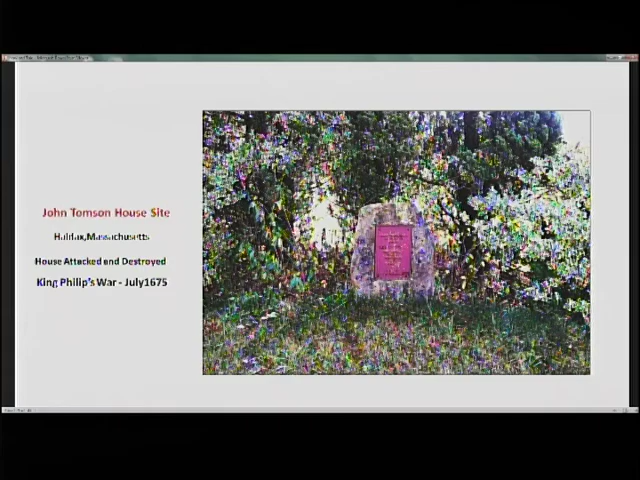 John Tomson House Site
Halifax,Massachusetts
House Attacked and Destroyed
King Philip's War - July1675